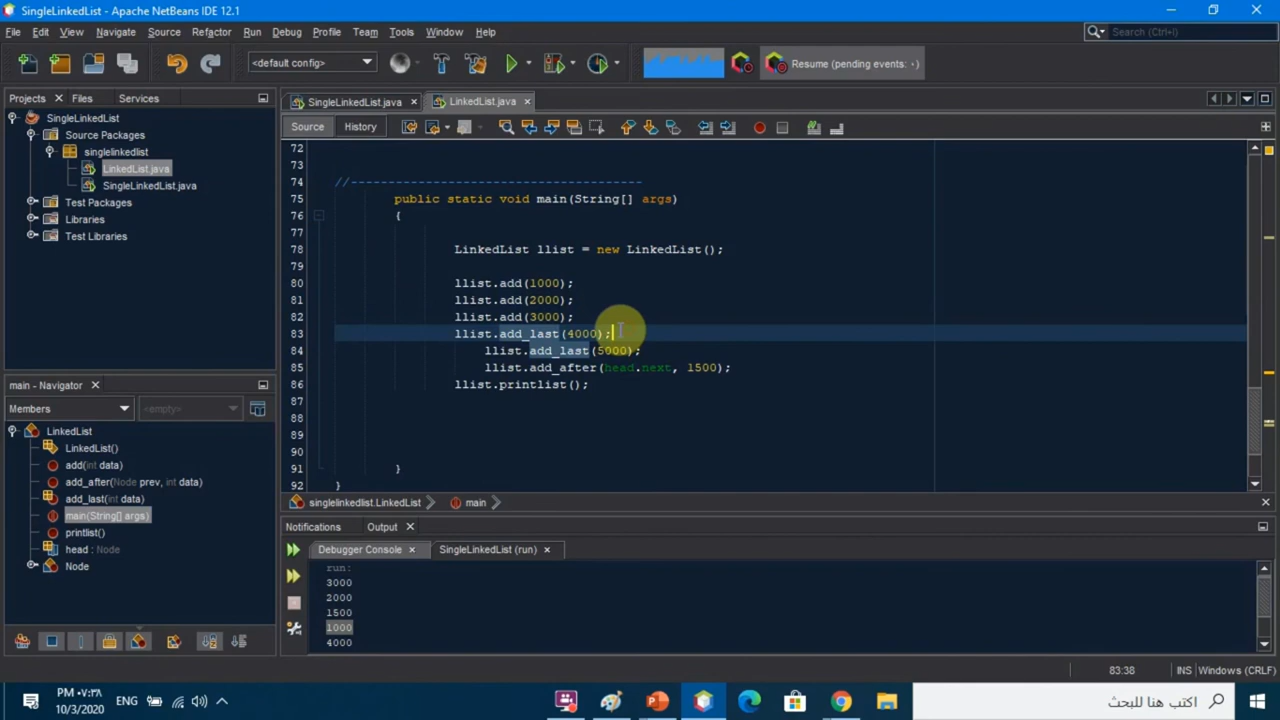 SingleLinkedList - Apache NetBeans IDE 12.1
File Edit View Navigate Source Refactor Run Debug Profile Team Tools Window Help
Search (Ctrl+I)
<default config>
Resume (pending events: -)
Projects Files Services
SingleLinkedList.java LinkedList.java
SingleLinkedList
Source Packages
singlelinkedlist
LinkedList.java
SingleLinkedList.java
Test Packages
Libraries
Test Libraries
Source History
72
73
74 //---------------------------------------
75 public static void main(String[] args)
76 {
77
78 LinkedList llist = new LinkedList();
79
80 llist.add(1000);
81 llist.add(2000);
82 llist.add(3000);
83 llist.add_last(4000);
84 llist.add_last(5000);
85 llist.add_after(head.next, 1500);
86 llist.printlist();
87
88
89
90
91 }
92 }
main - Navigator
Members
<empty>
LinkedList
LinkedList()
add(int data)
add_after(Node prev, int data)
add_last(int data)
main(String[] args)
printlist()
head : Node
Node
singlelinkedlist.LinkedList main
Notifications Output
Debugger Console SingleLinkedList (run)
run:
3000
2000
1500
1000
4000
83:38 INS Windows (CRLF)
PM ٠٧:٣٨
10/3/2020
ENG
اكتب هنا للبحث